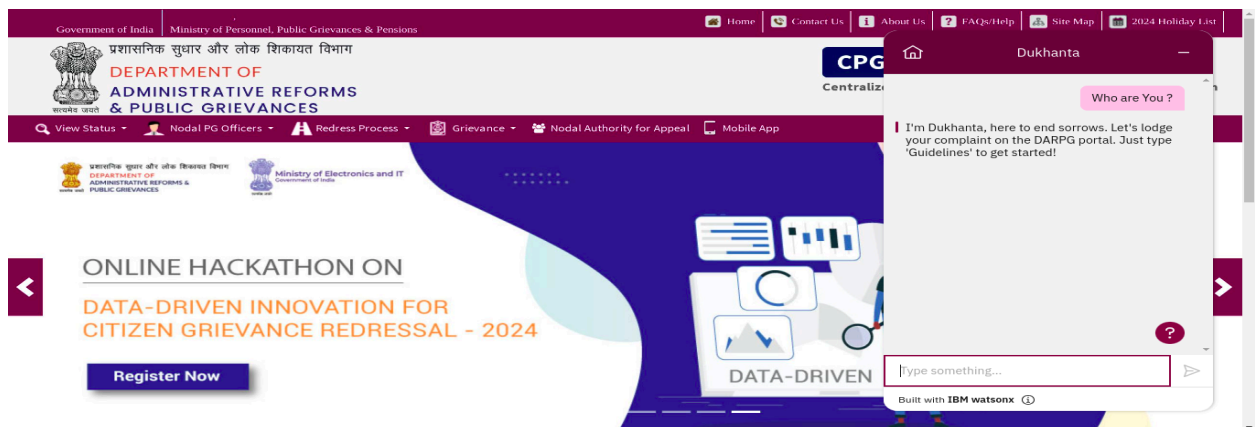 Government of India
Ministry of Personnel, Public Grievances & Pensions
Home
Contact Us
About Us
FAQs/Help
Site Map
2024 Holiday List
प्रशासनिक सुधार और लोक शिकायत विभाग
DEPARTMENT OF
ADMINISTRATIVE REFORMS
& PUBLIC GRIEVANCES
सत्यमेव जयते
CPG
Centraliz
n
View Status
Nodal PG Officers
Redress Process
Grievance
Nodal Authority for Appeal
Mobile App
प्रशासनिक सुधार और लोक शिकायत विभाग
DEPARTMENT OF
ADMINISTRATIVE REFORMS &
PUBLIC GRIEVANCES
Ministry of Electronics and IT
Government of India
ONLINE HACKATHON ON
DATA-DRIVEN INNOVATION FOR
CITIZEN GRIEVANCE REDRESSAL - 2024
Register Now
DATA-DRIVEN
Dukhanta
Who are You ?
I'm Dukhanta, here to end sorrows. Let's lodge
your complaint on the DARPG portal. Just type
'Guidelines' to get started!
?
Type something...
Built with IBM watsonx